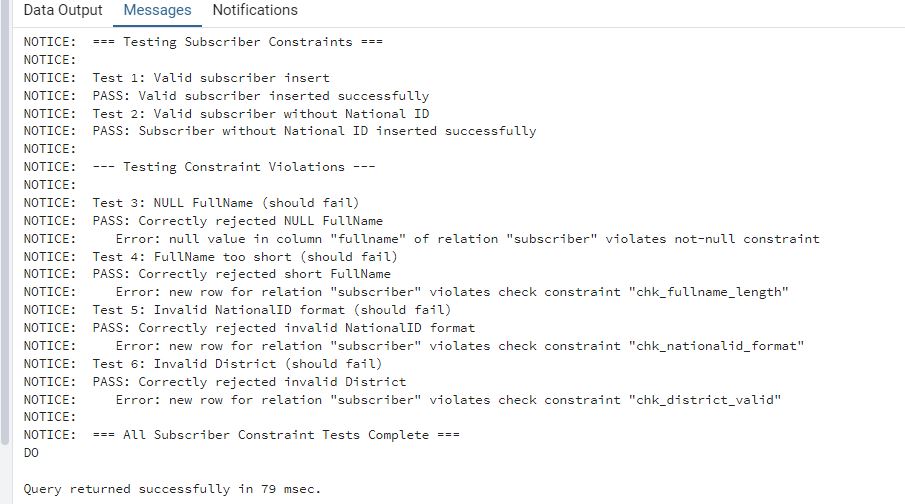 Data Output Messages Notifications
NOTICE:  === Testing Subscriber Constraints ===
NOTICE:
NOTICE:  Test 1: Valid subscriber insert
NOTICE:  PASS: Valid subscriber inserted successfully
NOTICE:  Test 2: Valid subscriber without National ID
NOTICE:  PASS: Subscriber without National ID inserted successfully
NOTICE:
NOTICE:  --- Testing Constraint Violations ---
NOTICE:
NOTICE:  Test 3: NULL FullName (should fail)
NOTICE:  PASS: Correctly rejected NULL FullName
NOTICE:     Error: null value in column "fullname" of relation "subscriber" violates not-null constraint
NOTICE:  Test 4: FullName too short (should fail)
NOTICE:  PASS: Correctly rejected short FullName
NOTICE:     Error: new row for relation "subscriber" violates check constraint "chk_fullname_length"
NOTICE:  Test 5: Invalid NationalID format (should fail)
NOTICE:  PASS: Correctly rejected invalid NationalID format
NOTICE:     Error: new row for relation "subscriber" violates check constraint "chk_nationalid_format"
NOTICE:  Test 6: Invalid District (should fail)
NOTICE:  PASS: Correctly rejected invalid District
NOTICE:     Error: new row for relation "subscriber" violates check constraint "chk_district_valid"
NOTICE:
NOTICE:  === All Subscriber Constraint Tests Complete ===
DO
Query returned successfully in 79 msec.